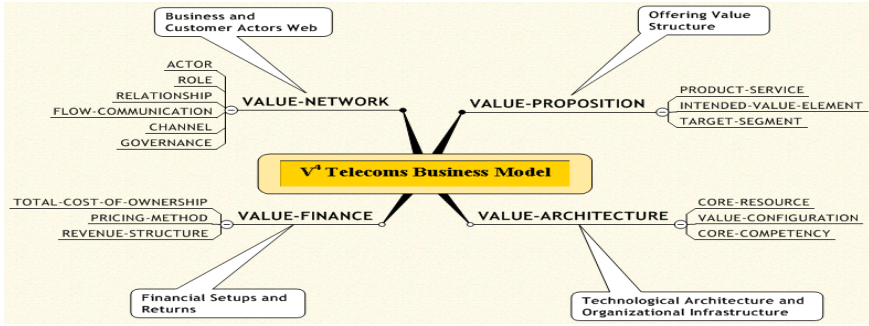 Business and
Customer Actors Web
Offering Value
Structure
ACTOR
ROLE
RELATIONSHIP
FLOW-COMMUNICATION
CHANNEL
GOVERNANCE
VALUE-NETWORK
VALUE-PROPOSITION
PRODUCT-SERVICE
INTENDED-VALUE-ELEMENT
TARGET-SEGMENT
V⁴ Telecoms Business Model
TOTAL-COST-OF-OWNERSHIP
PRICING-METHOD
REVENUE-STRUCTURE
VALUE-FINANCE
VALUE-ARCHITECTURE
CORE-RESOURCE
VALUE-CONFIGURATION
CORE-COMPETENCY
Financial Setups and
Returns
Technological Architecture and
Organizational Infrastructure